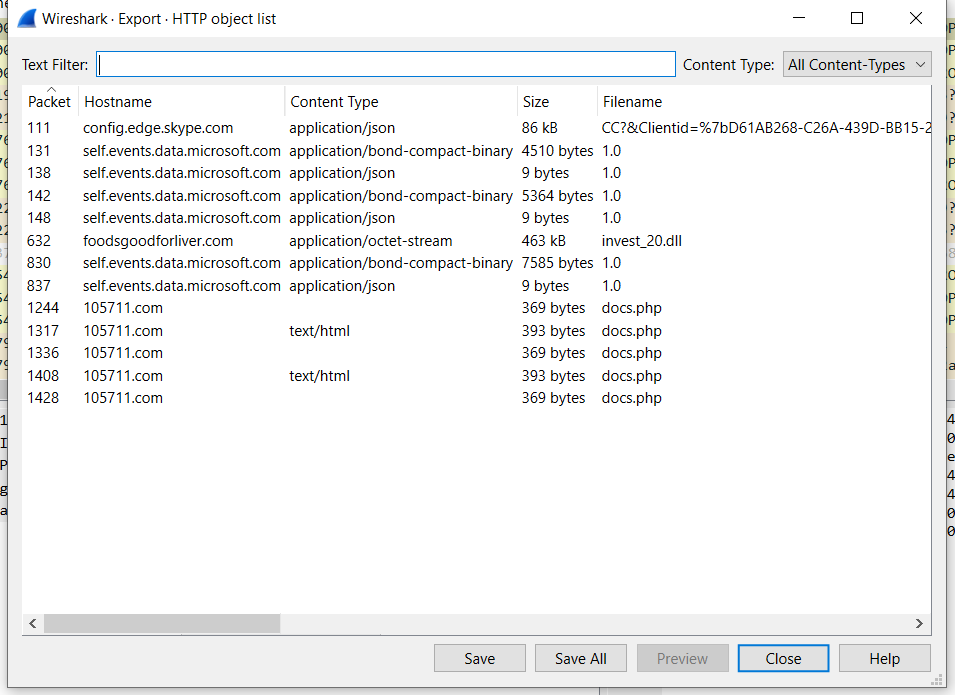 Wireshark · Export · HTTP object list
Text Filter: Content Type: All Content-Types
Packet Hostname Content Type Size Filename
111 config.edge.skype.com application/json 86 kB CC?&Clientid=%7bD61AB268-C26A-439D-BB15-2
131 self.events.data.microsoft.com application/bond-compact-binary 4510 bytes 1.0
138 self.events.data.microsoft.com application/json 9 bytes 1.0
142 self.events.data.microsoft.com application/bond-compact-binary 5364 bytes 1.0
148 self.events.data.microsoft.com application/json 9 bytes 1.0
632 foodsgoodforliver.com application/octet-stream 463 kB invest_20.dll
830 self.events.data.microsoft.com application/bond-compact-binary 7585 bytes 1.0
837 self.events.data.microsoft.com application/json 9 bytes 1.0
1244 105711.com 369 bytes docs.php
1317 105711.com text/html 393 bytes docs.php
1336 105711.com 369 bytes docs.php
1408 105711.com text/html 393 bytes docs.php
1428 105711.com 369 bytes docs.php
Save Save All Preview Close Help